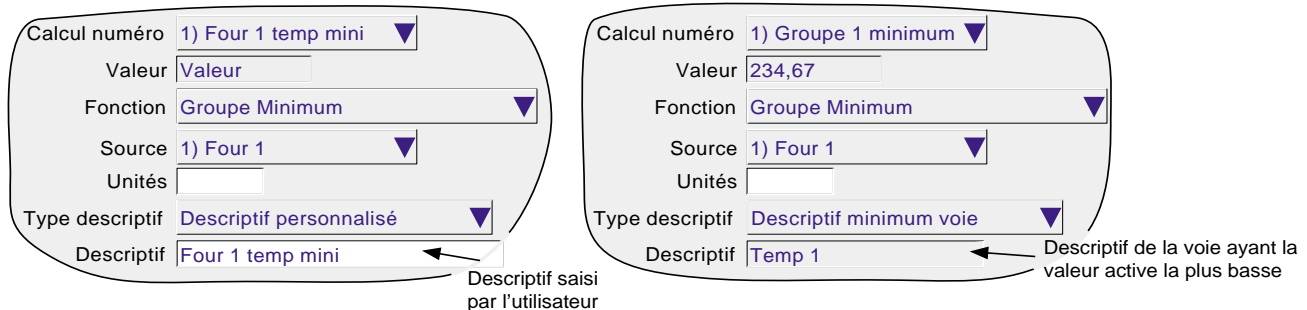 Calcul numéro 1) Four 1 temp mini
Valeur Valeur
Fonction Groupe Minimum
Source 1) Four 1
Unités
Type descriptif Descriptif personnalisé
Descriptif Four 1 temp mini
Descriptif saisi
par l’utilisateur
Calcul numéro 1) Groupe 1 minimum
Valeur 234,67
Fonction Groupe Minimum
Source 1) Four 1
Unités
Type descriptif Descriptif minimum voie
Descriptif Temp 1
Descriptif de la voie ayant la
valeur active la plus basse